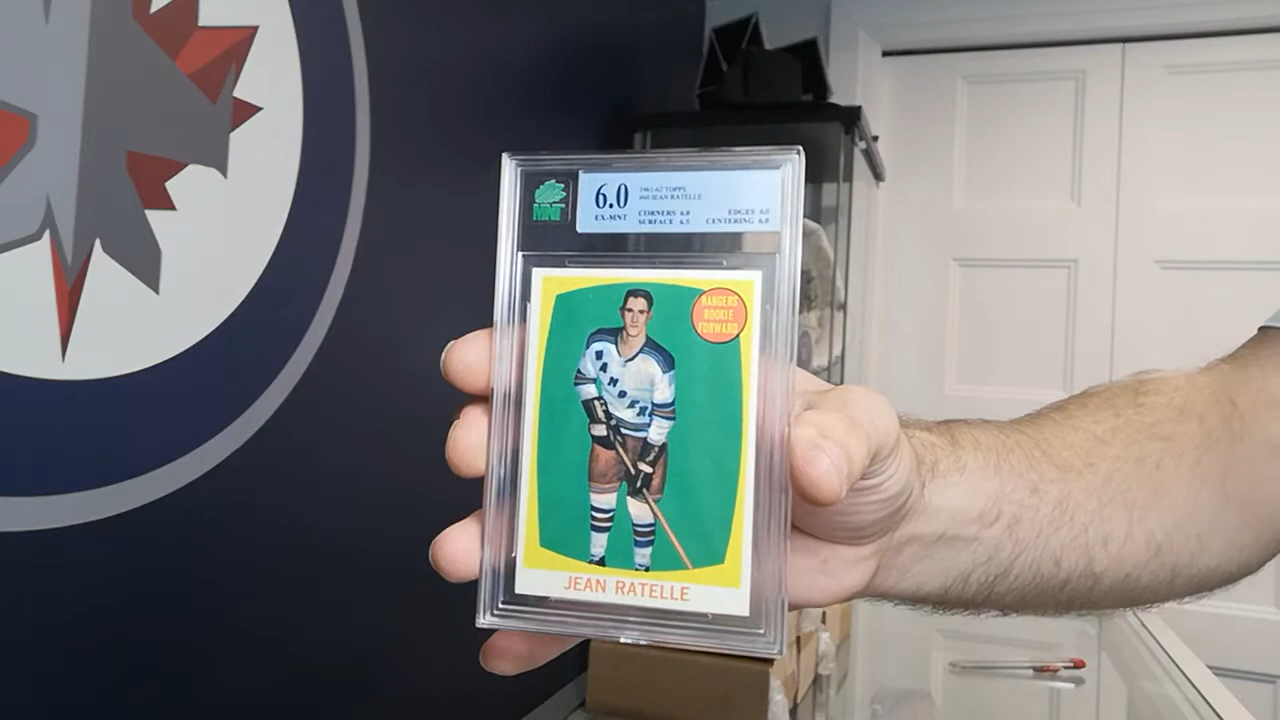 MNT
6.0
EX-MNT
1961-62 TOPPS
#60 JEAN RATELLE
CORNERS 6.0
EDGES 6.0
SURFACE 6.5
CENTERING 6.0
RANGERS
ROOKIE
FORWARD
RANGERS
JEAN RATELLE